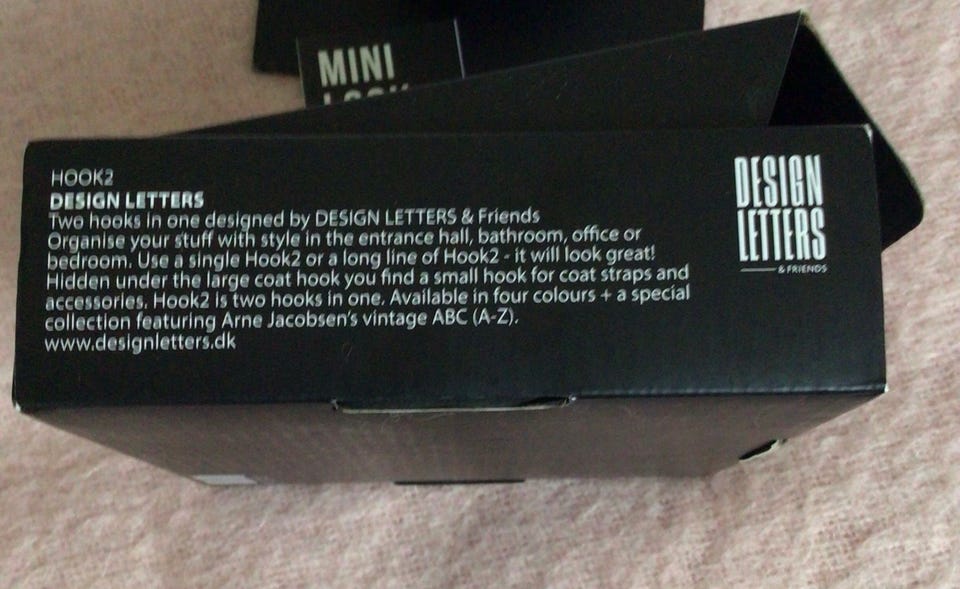 MINI
HOOK2
DESIGN LETTERS
Two hooks in one designed by DESIGN LETTERS & Friends
Organise your stuff with style in the entrance hall, bathroom, office or
bedroom. Use a single Hook2 or a long line of Hook2 - it will look great!
Hidden under the large coat hook you find a small hook for coat straps and
accessories. Hook2 is two hooks in one. Available in four colours + a special
collection featuring Arne Jacobsen's vintage ABC (A-Z).
www.designletters.dk
DESIGN
LETTERS
& FRIENDS